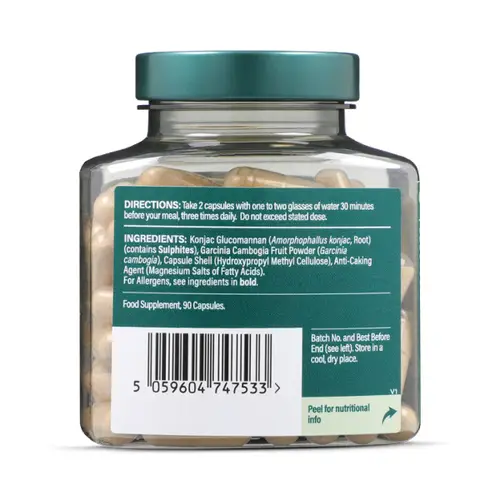 DIRECTIONS: Take 2 capsules with one to two glasses of water 30 minutes
before your meal, three times daily. Do not exceed stated dose.
INGREDIENTS: Konjac Glucomannan (Amorphophallus konjac, Root)
(contains Sulphites), Garcinia Cambogia Fruit Powder (Garcinia
cambogia), Capsule Shell (Hydroxypropyl Methyl Cellulose), Anti-Caking
Agent (Magnesium Salts of Fatty Acids).
For Allergens, see ingredients in bold.
Food Supplement, 90 Capsules.
Batch No. and Best Before
End (see left). Store in a
cool, dry place.
5 059604 747533 >
V1
Peel for nutritional
info